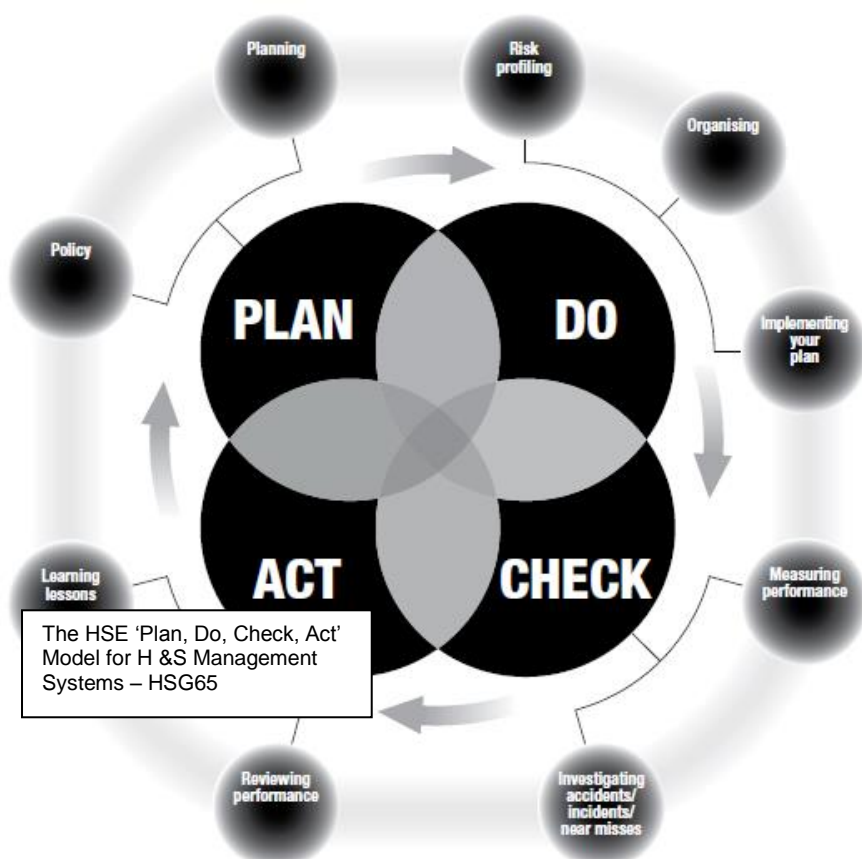 Planning
Risk
profiling
Organising
Policy
PLAN
DO
Implementing
your
plan
Learning
lessons
ACT
CHECK
Measuring
performance
The HSE ‘Plan, Do, Check, Act’
Model for H &S Management
Systems – HSG65
Reviewing
performance
Investigating
accidents/
incidents/
near misses